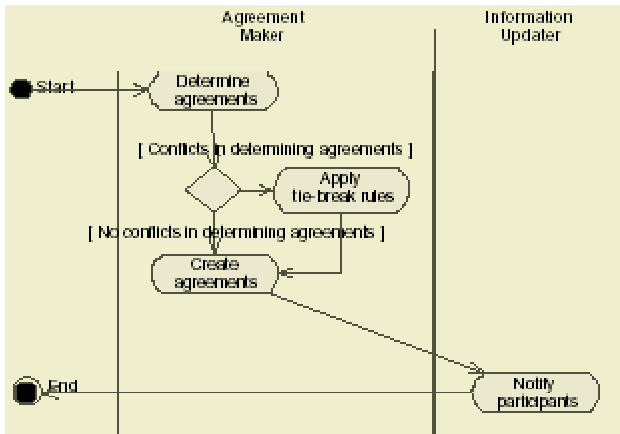 Agreement
Maker
Information
Updater
Start
Determine
agreements
[ Conflicts in determining agreements ]
Apply
tie-break rules
[ No conflicts in determining agreements ]
Create
agreements
End
Notify
participants